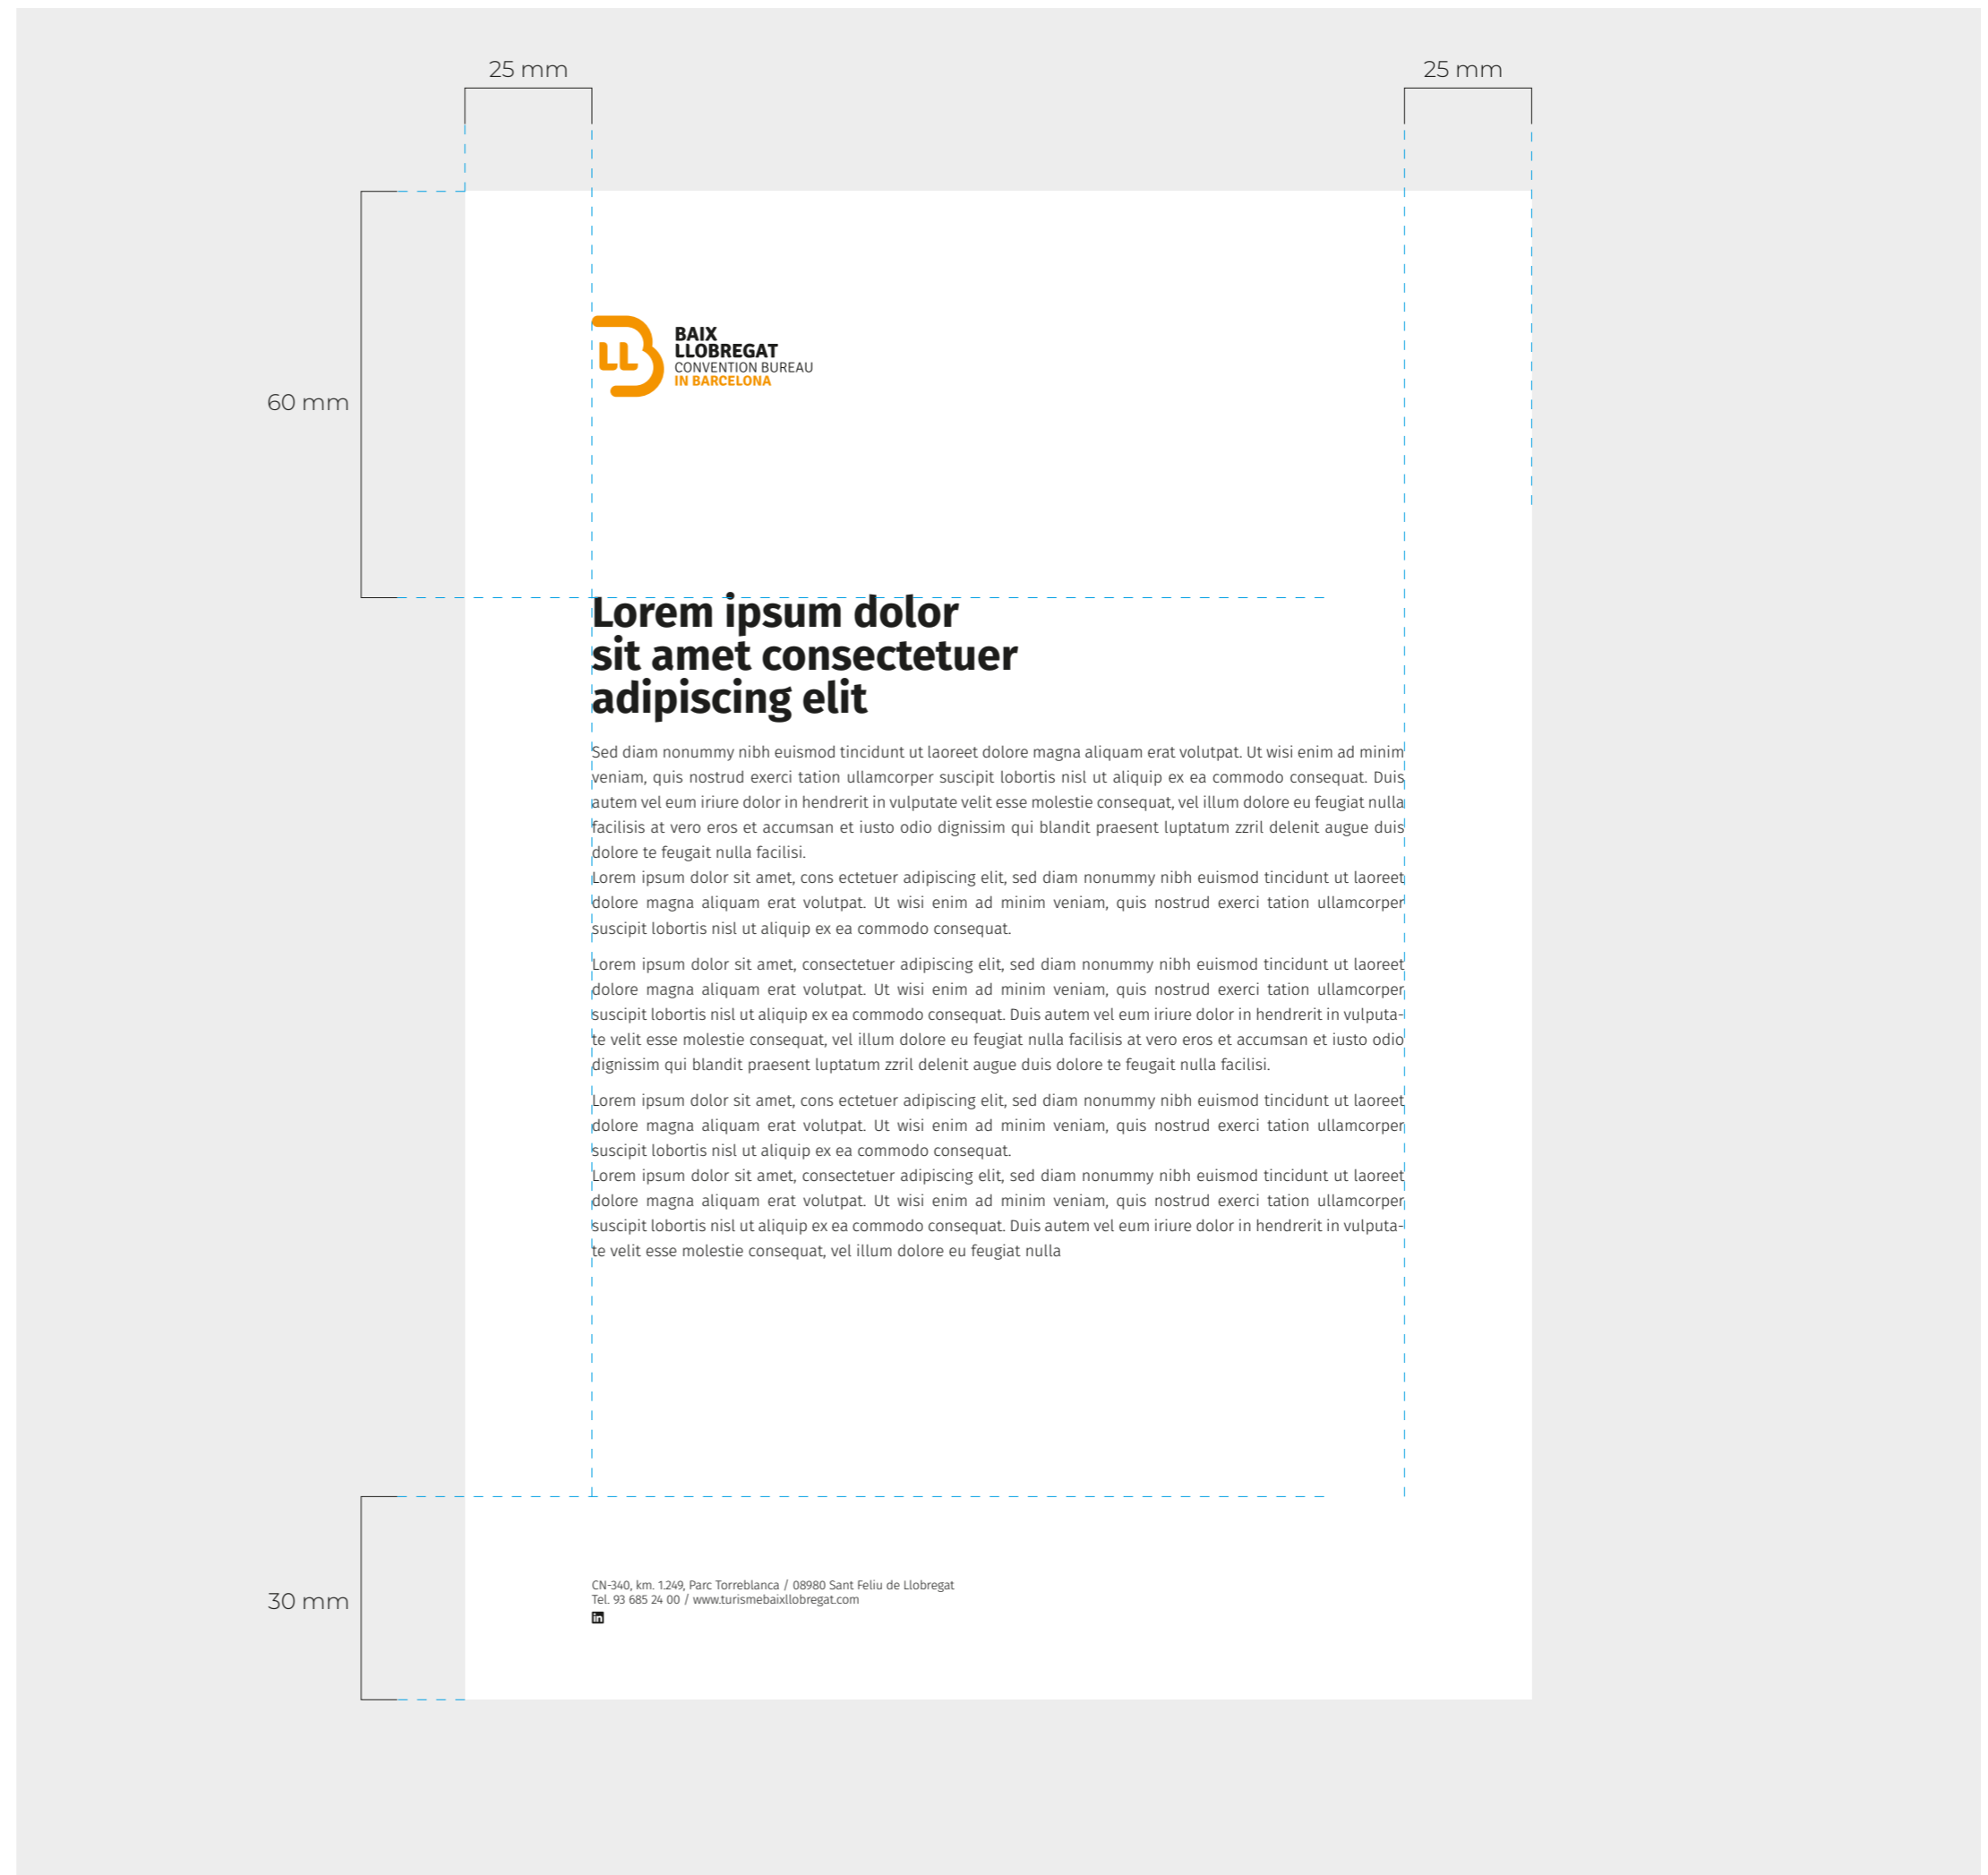 25 mm
25 mm
60 mm
BAIX
LLOBREGAT
CONVENTION BUREAU
IN BARCELONA
Lorem ipsum dolor
sit amet consectetuer
adipiscing elit
Sed diam nonummy nibh euismod tincidunt ut laoreet dolore magna aliquam erat volutpat. Ut wisi enim ad minim
veniam, quis nostrud exerci tation ullamcorper suscipit lobortis nisl ut aliquip ex ea commodo consequat. Duis
autem vel eum iriure dolor in hendrerit in vulputate velit esse molestie consequat, vel illum dolore eu feugiat nulla
facilisis at vero eros et accumsan et iusto odio dignissim qui blandit praesent luptatum zzril delenit augue duis
dolore te feugait nulla facilisi.
Lorem ipsum dolor sit amet, cons ectetuer adipiscing elit, sed diam nonummy nibh euismod tincidunt ut laoreet
dolore magna aliquam erat volutpat. Ut wisi enim ad minim veniam, quis nostrud exerci tation ullamcorper
suscipit lobortis nisl ut aliquip ex ea commodo consequat.
Lorem ipsum dolor sit amet, consectetuer adipiscing elit, sed diam nonummy nibh euismod tincidunt ut laoreet
dolore magna aliquam erat volutpat. Ut wisi enim ad minim veniam, quis nostrud exerci tation ullamcorper
suscipit lobortis nisl ut aliquip ex ea commodo consequat. Duis autem vel eum iriure dolor in hendrerit in vulputa-
te velit esse molestie consequat, vel illum dolore eu feugiat nulla facilisis at vero eros et accumsan et iusto odio
dignissim qui blandit praesent luptatum zzril delenit augue duis dolore te feugait nulla facilisi.
Lorem ipsum dolor sit amet, cons ectetuer adipiscing elit, sed diam nonummy nibh euismod tincidunt ut laoreet
dolore magna aliquam erat volutpat. Ut wisi enim ad minim veniam, quis nostrud exerci tation ullamcorper
suscipit lobortis nisl ut aliquip ex ea commodo consequat.
Lorem ipsum dolor sit amet, consectetuer adipiscing elit, sed diam nonummy nibh euismod tincidunt ut laoreet
dolore magna aliquam erat volutpat. Ut wisi enim ad minim veniam, quis nostrud exerci tation ullamcorper
suscipit lobortis nisl ut aliquip ex ea commodo consequat. Duis autem vel eum iriure dolor in hendrerit in vulputa-
te velit esse molestie consequat, vel illum dolore eu feugiat nulla
30 mm
CN-340, km. 1.249, Parc Torreblanca / 08980 Sant Feliu de Llobregat
Tel. 93 685 24 00 / www.turismebaixllobregat.com
in